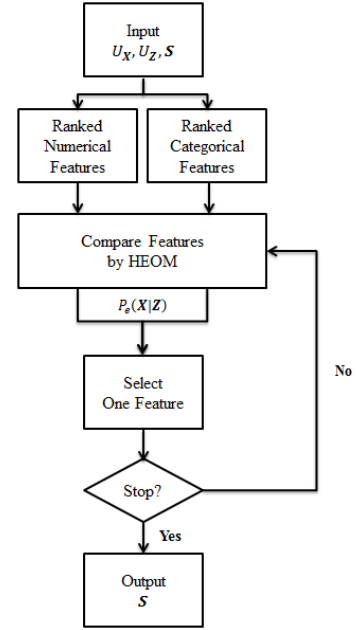 Input
U_X, U_Z, S
Ranked
Numerical
Features
Ranked
Categorical
Features
Compare Features
by HEOM
P_e(X|Z)
Select
One Feature
No
Stop?
Yes
Output
S